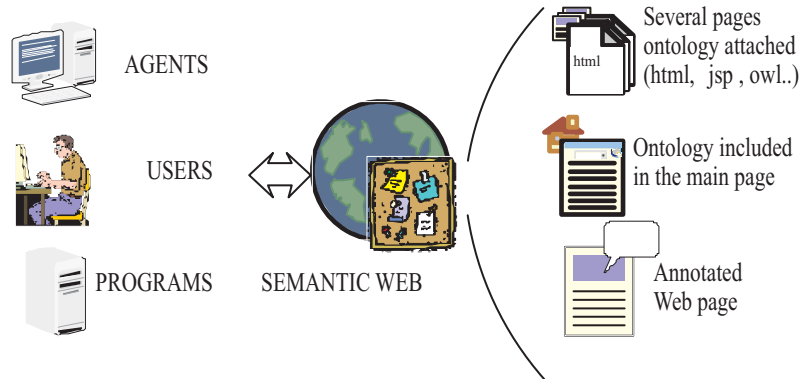 AGENTS
USERS
PROGRAMS
SEMANTIC WEB
html
Several pages
ontology attached
(html, jsp , owl..)
Ontology included
in the main page
Annotated
Web page